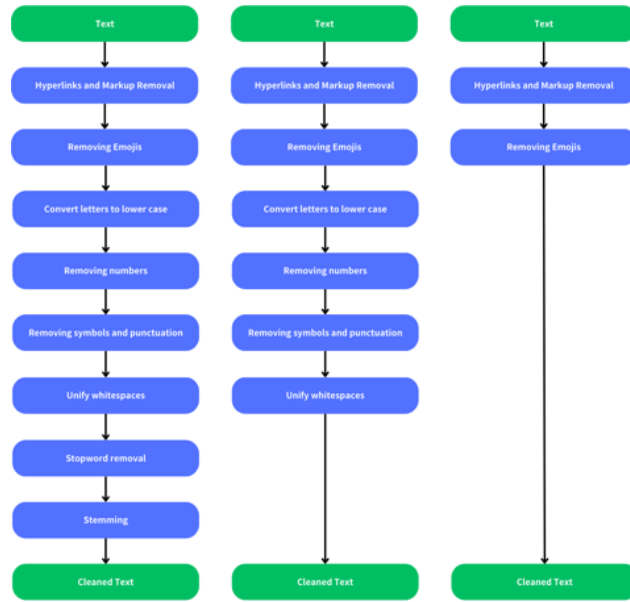 Text
Hyperlinks and Markup Removal
Removing Emojis
Convert letters to lower case
Removing numbers
Removing symbols and punctuation
Unify whitespaces
Stopword removal
Stemming
Cleaned Text
Text
Hyperlinks and Markup Removal
Removing Emojis
Convert letters to lower case
Removing numbers
Removing symbols and punctuation
Unify whitespaces
Cleaned Text
Text
Hyperlinks and Markup Removal
Removing Emojis
Cleaned Text